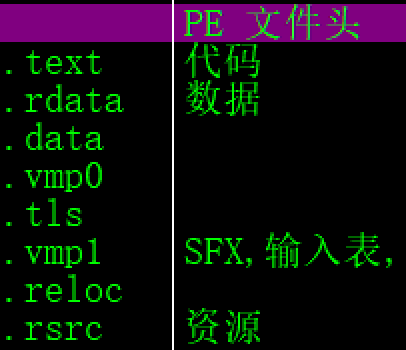 PE 文件头
.text 代码
.rdata 数据
.data
.vmp0
.tls
.vmp1 SFX,输入表,
.reloc
.rsrc 资源